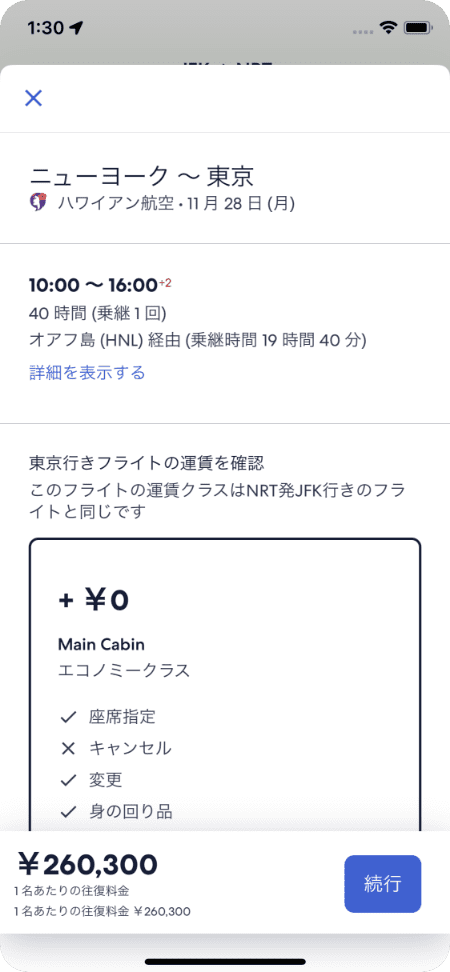 1:30
JFK → NRT
ニューヨーク 〜 東京
ハワイアン航空 • 11 月 28 日 (月)
10:00 〜 16:00+2
40 時間 (乗継 1 回)
オアフ島 (HNL) 経由 (乗継時間 19 時間 40 分)
詳細を表示する
東京行きフライトの運賃を確認
このフライトの運賃クラスはNRT発JFK行きのフラ
イトと同じです
+ ¥0
Main Cabin
エコノミークラス
座席指定
キャンセル
変更
身の回り品
¥260,300
1 名あたりの往復料金
1 名あたりの往復料金 ¥260,300
続行